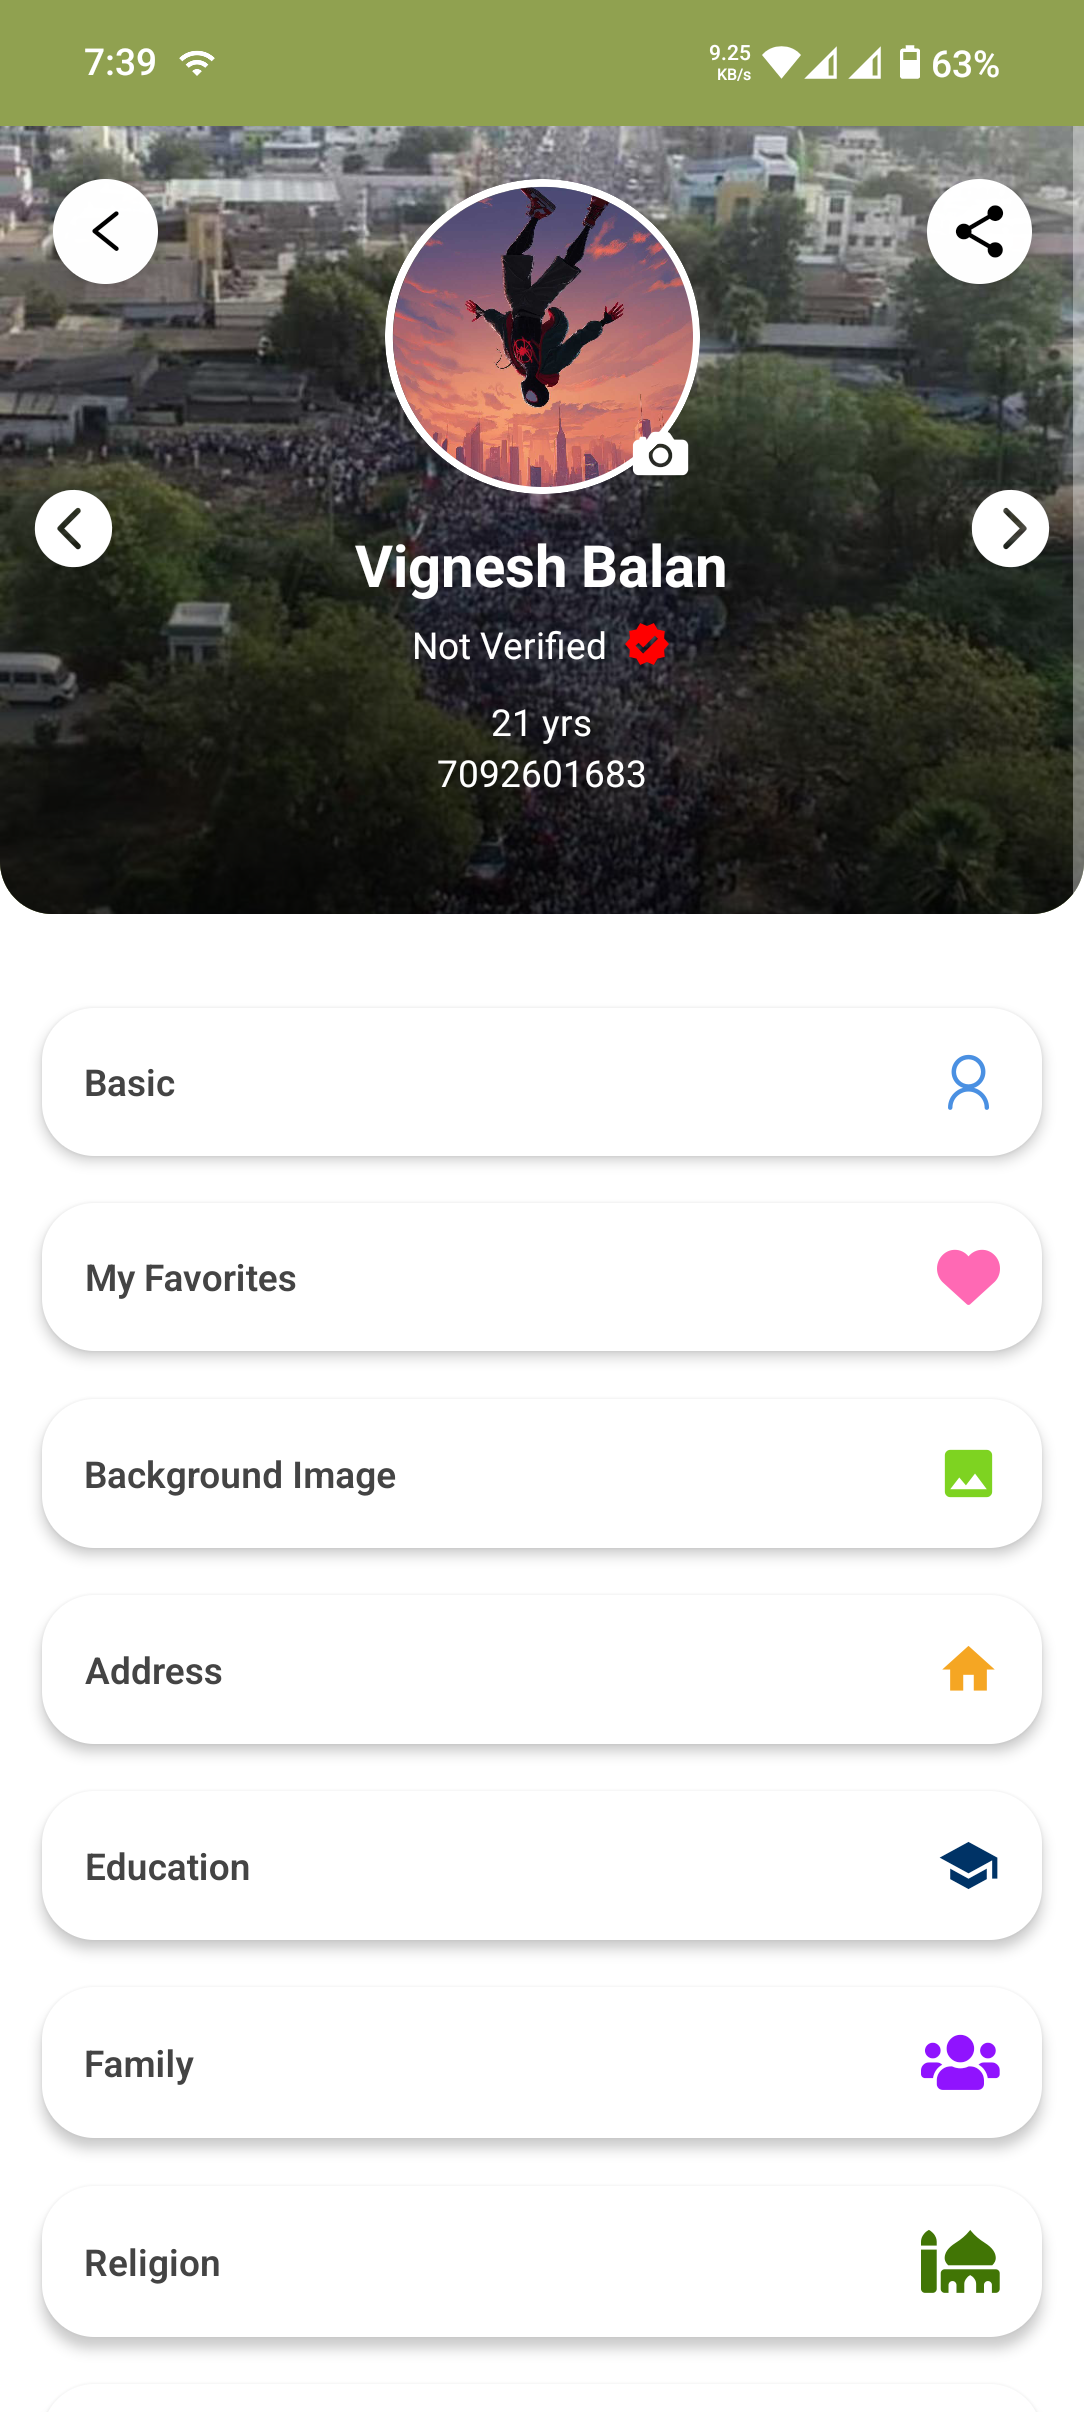 7:39
9.25
KB/s
63%
Vignesh Balan
Not Verified
21 yrs
7092601683
Basic
My Favorites
Background Image
Address
Education
Family
Religion